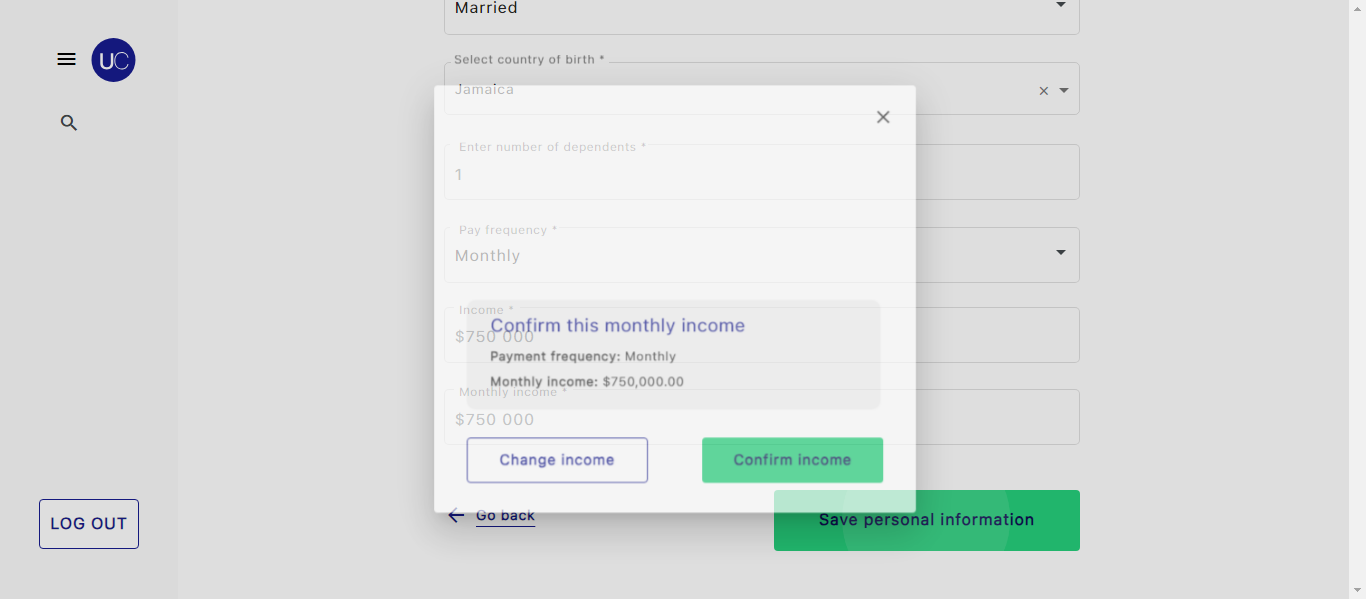 Married
UC
Select country of birth *
Jamaica
Enter number of dependents *
1
Pay frequency *
Monthly
Income *
$750 000
Confirm this monthly income
Payment frequency: Monthly
Monthly income: $750,000.00
Monthly income *
$750 000
Change income
Confirm income
Go back
Save personal information
LOG OUT